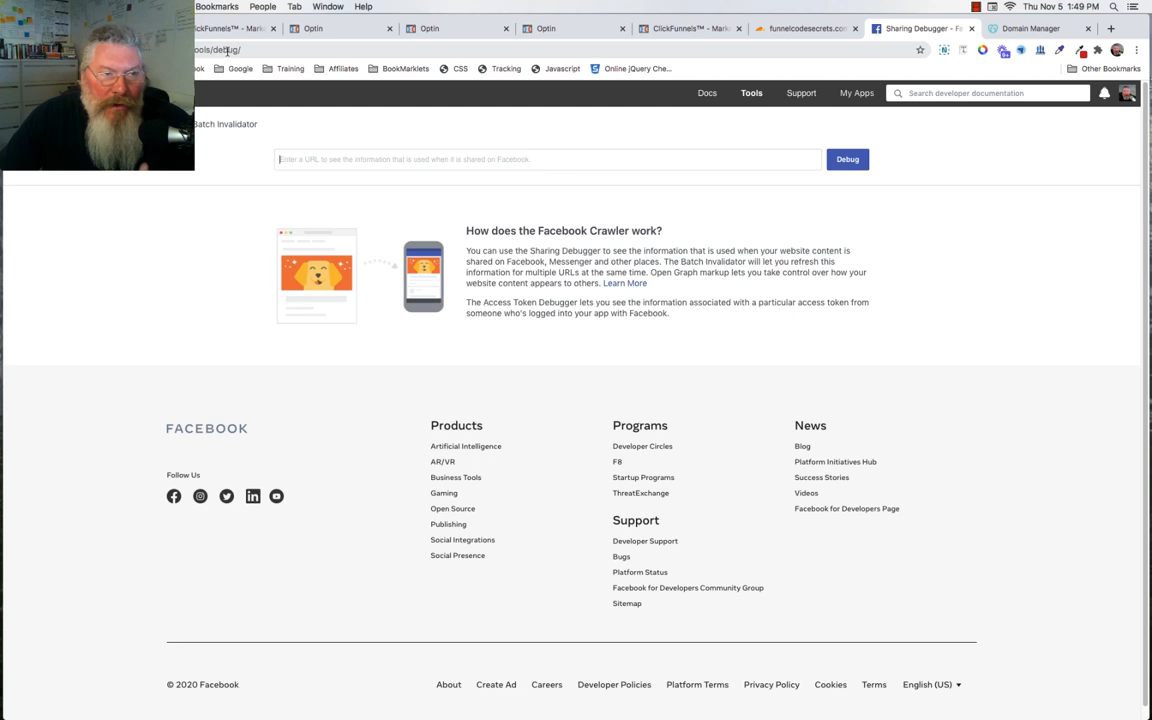 Bookmarks People Tab Window Help Thu Nov 5 1:49 PM
ClickFunnels™ - Mark Optin Optin Optin ClickFunnels™ - Mark funnelcodesecrets.com Sharing Debugger - Fa Domain Manager
ools/debug/
ok Google Training Affiliates BookMarklets CSS Tracking Javascript Online jQuery Che... Other Bookmarks
Docs Tools Support My Apps Search developer documentation
Batch Invalidator
Enter a URL to see the information that is used when it is shared on Facebook. Debug
How does the Facebook Crawler work?
You can use the Sharing Debugger to see the information that is used when your website content is
shared on Facebook, Messenger and other places. The Batch Invalidator will let you refresh this
information for multiple URLs at the same time. Open Graph markup lets you take control over how your
website content appears to others. Learn More
The Access Token Debugger lets you see the information associated with a particular access token from
someone who's logged into your app with Facebook.
FACEBOOK
Follow Us
Products
Artificial Intelligence
AR/VR
Business Tools
Gaming
Open Source
Publishing
Social Integrations
Social Presence
Programs
Developer Circles
F8
Startup Programs
ThreatExchange
Support
Developer Support
Bugs
Platform Status
Facebook for Developers Community Group
Sitemap
News
Blog
Platform Initiatives Hub
Success Stories
Videos
Facebook for Developers Page
© 2020 Facebook About Create Ad Careers Developer Policies Platform Terms Privacy Policy Cookies Terms English (US)